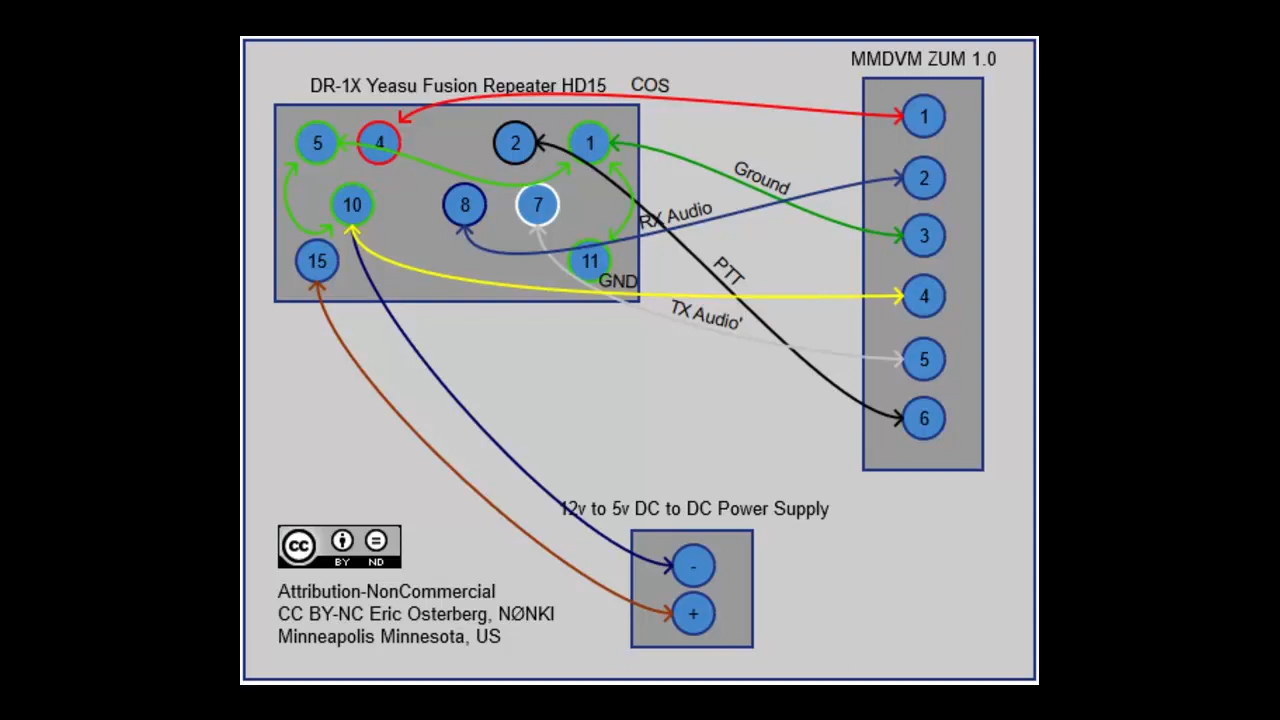 MMDVM ZUM 1.0
DR-1X Yeasu Fusion Repeater HD15
COS
5
4
2
1
1
Ground
2
10
8
7
RX Audio
3
15
11
GND
PTT
4
TX Audio'
5
6
12v to 5v DC to DC Power Supply
-
+
cc
BY ND
Attribution-NonCommercial
CC BY-NC Eric Osterberg, NØNKI
Minneapolis Minnesota, US